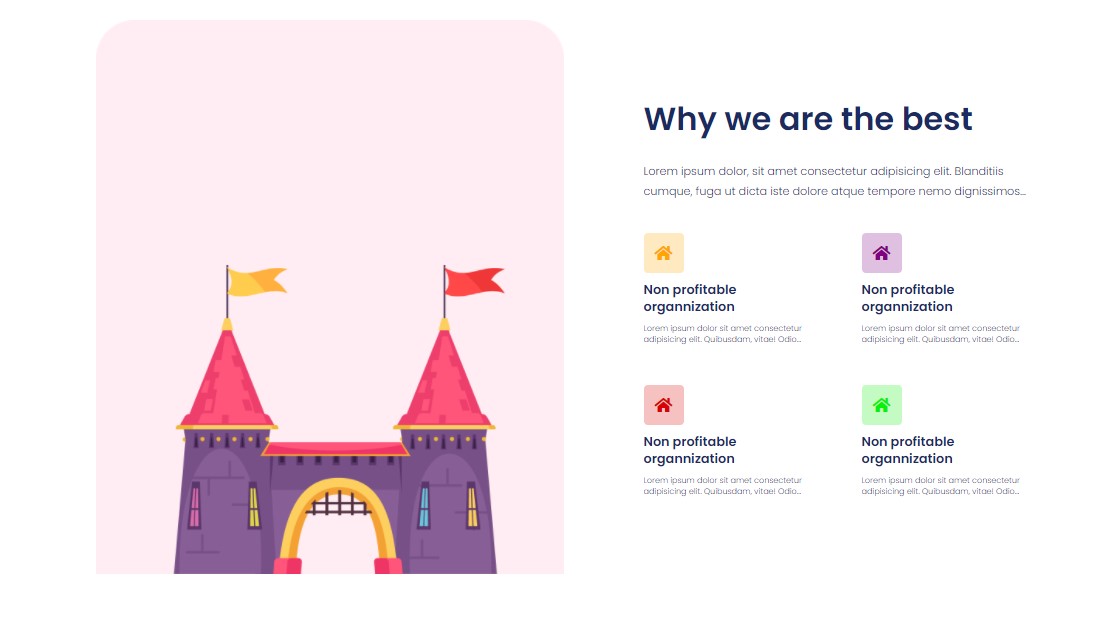 Why we are the best
Lorem ipsum dolor, sit amet consectetur adipisicing elit. Blanditiis
cumque, fuga ut dicta iste dolore atque tempore nemo dignissimos...
Non profitable
organnization
Lorem ipsum dolor sit amet consectetur
adipisicing elit. Quibusdam, vitae! Odio...
Non profitable
organnization
Lorem ipsum dolor sit amet consectetur
adipisicing elit. Quibusdam, vitae! Odio...
Non profitable
organnization
Lorem ipsum dolor sit amet consectetur
adipisicing elit. Quibusdam, vitae! Odio...
Non profitable
organnization
Lorem ipsum dolor sit amet consectetur
adipisicing elit. Quibusdam, vitae! Odio...